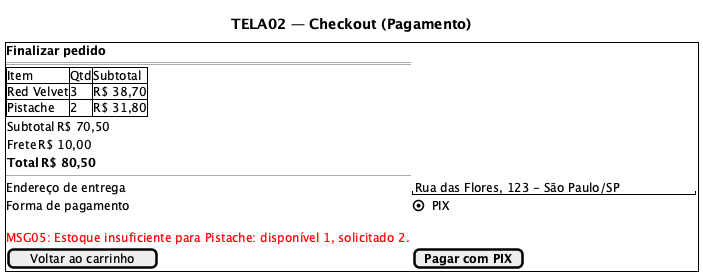 TELA02 — Checkout (Pagamento)
Finalizar pedido
Item Qtd Subtotal
Red Velvet 3 R$ 38,70
Pistache 2 R$ 31,80
Subtotal R$ 70,50
Frete R$ 10,00
Total R$ 80,50
Endereço de entrega Rua das Flores, 123 – São Paulo/SP
Forma de pagamento PIX
MSG05: Estoque insuficiente para Pistache: disponível 1, solicitado 2.
Voltar ao carrinho Pagar com PIX